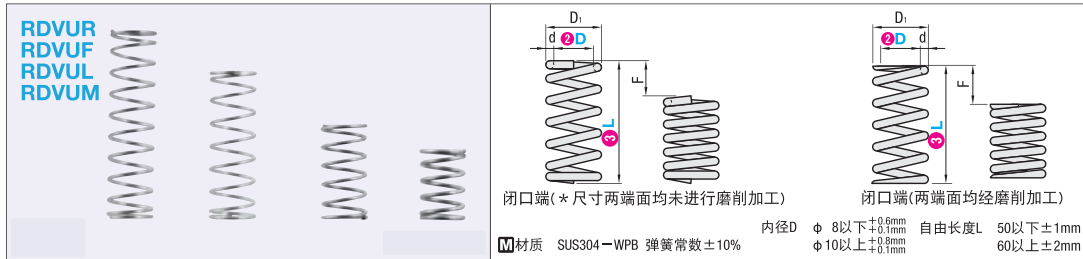 RDVUR
RDVUF
RDVUL
RDVUM
D1
d ❷D
F
❸L
闭口端(*尺寸两端面均未进行磨削加工)
D1
❷D d
F
❸L
闭口端(两端面均经磨削加工)
M材质 SUS304-WPB 弹簧常数±10%
内径D φ 8以下+0.6mm +0.1mm 自由长度L 50以下±1mm
φ10以上+0.8mm +0.1mm 60以上±2mm